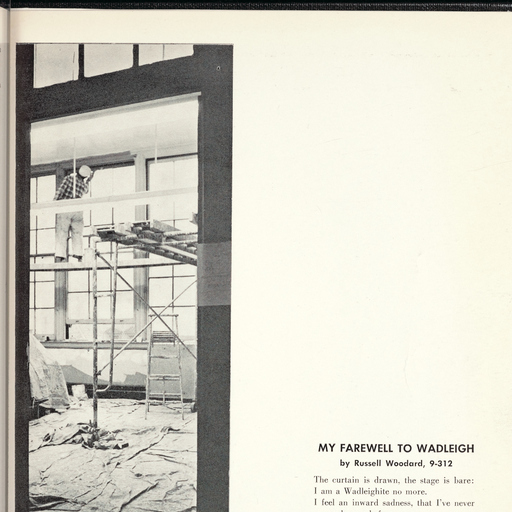 MY FAREWELL TO WADLEIGH
by Russell Woodard, 9-312
The curtain is drawn, the stage is bare:
I am a Wadleighite no more.
I feel an inward sadness, that I've never